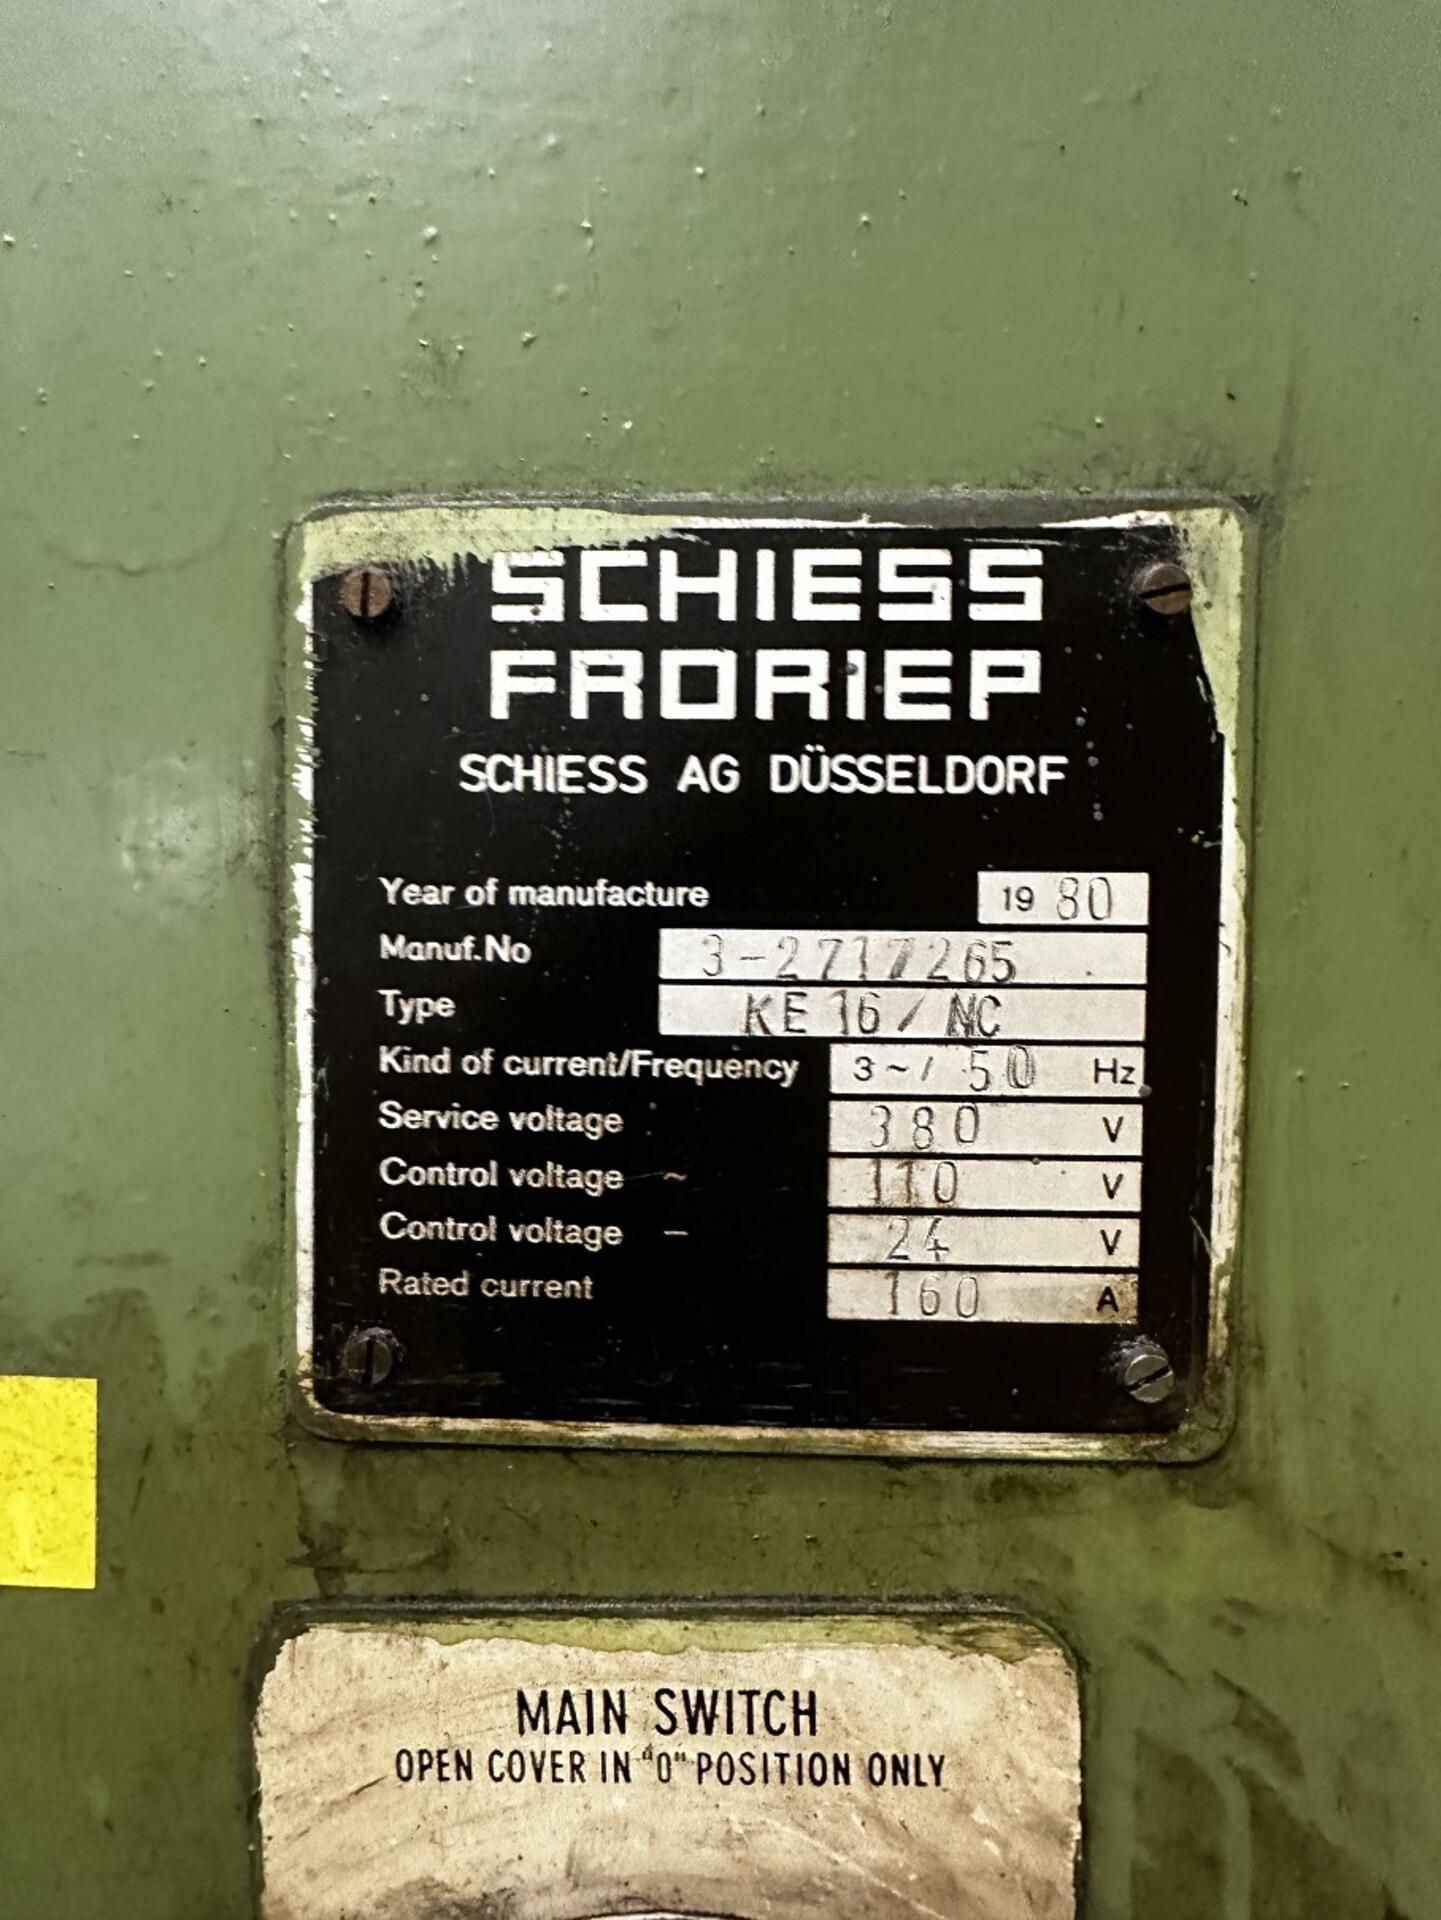 SCHIESS
FRORIEP
SCHIESS AG DÜSSELDORF
Year of manufacture 19 80
Manuf.No 3-2717265
Type KE 16 / NC
Kind of current/Frequency 3 ~ / 50 Hz
Service voltage 380 V
Control voltage ~ 110 V
Control voltage – 24 V
Rated current 160 A
MAIN SWITCH
OPEN COVER IN "0" POSITION ONLY